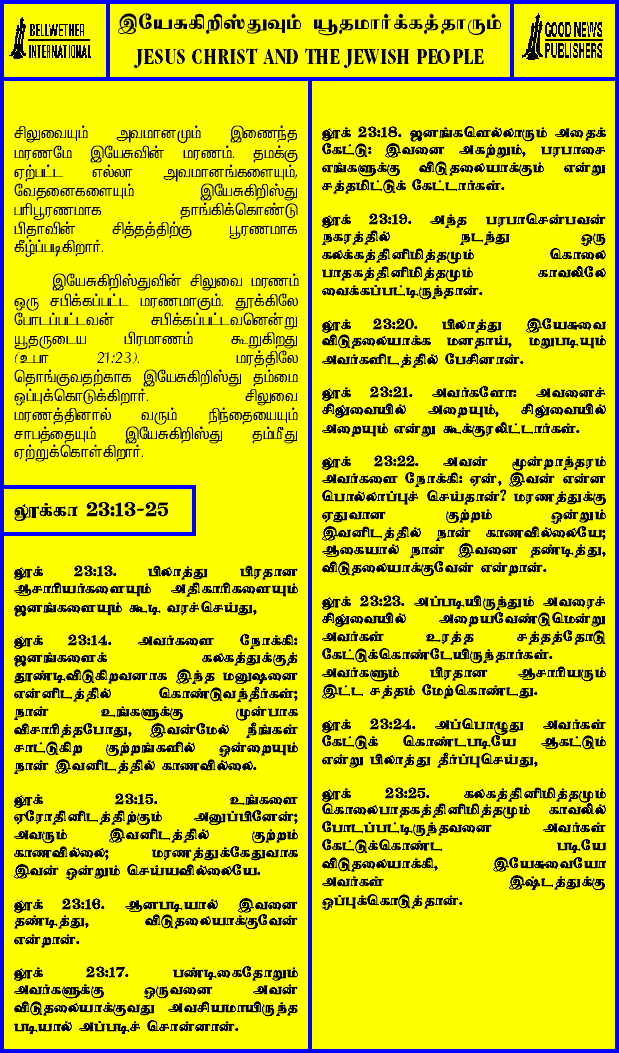 BELLWETHER
INTERNATIONAL
இயேசுகிறிஸ்துவும் யூதமார்க்கத்தாரும்
JESUS CHRIST AND THE JEWISH PEOPLE
GOOD NEWS
PUBLISHERS
சிலுவையும் அவமானமும் இணைந்த
மரணமே இயேசுவின் மரணம். தமக்கு
ஏற்பட்ட எல்லா அவமானங்களையும்,
வேதனைகளையும் இயேசுகிறிஸ்து
பரிபூரணமாக தாங்கிக்கொண்டு
பிதாவின் சித்தத்திற்கு பூரணமாக
கீழ்ப்படிகிறார்.
இயேசுகிறிஸ்துவின் சிலுவை மரணம்
ஒரு சபிக்கப்பட்ட மரணமாகும். தூக்கிலே
போடப்பட்டவன் சபிக்கப்பட்டவனென்று
யூதருடைய பிரமாணம் கூறுகிறது
(உபா 21:23). மரத்திலே
தொங்குவதற்காக இயேசுகிறிஸ்து தம்மை
ஒப்புக்கொடுக்கிறார். சிலுவை
மரணத்தினால் வரும் நிந்தையையும்
சாபத்தையும் இயேசுகிறிஸ்து தம்மீது
ஏற்றுக்கொள்கிறார்.
லூக்கா 23:13-25
லூக் 23:13. பிலாத்து பிரதான
ஆசாரியர்களையும் அதிகாரிகளையும்
ஜனங்களையும் கூடி வரச்செய்து,
லூக் 23:14. அவர்களை நோக்கி:
ஜனங்களைக் கலகத்துக்குத்
தூண்டிவிடுகிறவனாக இந்த மனுஷனை
என்னிடத்தில் கொண்டுவந்தீர்கள்;
நான் உங்களுக்கு முன்பாக
விசாரித்தபோது, இவன்மேல் நீங்கள்
சாட்டுகிற குற்றங்களில் ஒன்றையும்
நான் இவனிடத்தில் காணவில்லை.
லூக் 23:15. உங்களை
ஏரோதினிடத்திற்கும் அனுப்பினேன்;
அவரும் இவனிடத்தில் குற்றம்
காணவில்லை; மரணத்துக்கேதுவாக
இவன் ஒன்றும் செய்யவில்லையே.
லூக் 23:16. ஆனபடியால் இவனை
தண்டித்து, விடுதலையாக்குவேன்
என்றான்.
லூக் 23:17. பண்டிகைதோறும்
அவர்களுக்கு ஒருவனை அவன்
விடுதலையாக்குவது அவசியமாயிருந்த
படியால் அப்படிச் சொன்னான்.
லூக் 23:18. ஜனங்களெல்லாரும் அதைக்
கேட்டு: இவனை அகற்றும், பரபாசை
எங்களுக்கு விடுதலையாக்கும் என்று
சத்தமிட்டுக் கேட்டார்கள்.
லூக் 23:19. அந்த பரபாசென்பவன்
நகரத்தில் நடந்து ஒரு
கலக்கத்தினிமித்தமும் கொலை
பாதகத்தினிமித்தமும் காவலிலே
வைக்கப்பட்டிருந்தான்.
லூக் 23:20. பிலாத்து இயேசுவை
விடுதலையாக்க மனதாய், மறுபடியும்
அவர்களிடத்தில் பேசினான்.
லூக் 23:21. அவர்களோ: அவனைச்
சிலுவையில் அறையும், சிலுவையில்
அறையும் என்று கூக்குரலிட்டார்கள்.
லூக் 23:22. அவன் மூன்றாந்தரம்
அவர்களை நோக்கி: ஏன், இவன் என்ன
பொல்லாப்புச் செய்தான்? மரணத்துக்கு
ஏதுவான குற்றம் ஒன்றும்
இவனிடத்தில் நான் காணவில்லையே;
ஆகையால் நான் இவனை தண்டித்து,
விடுதலையாக்குவேன் என்றான்.
லூக் 23:23. அப்படியிருந்தும் அவரைச்
சிலுவையில் அறையவேண்டுமென்று
அவர்கள் உரத்த சத்தத்தோடு
கேட்டுக்கொண்டேயிருந்தார்கள்.
அவர்களும் பிரதான ஆசாரியரும்
இட்ட சத்தம் மேற்கொண்டது.
லூக் 23:24. அப்பொழுது அவர்கள்
கேட்டுக் கொண்டபடியே ஆகட்டும்
என்று பிலாத்து தீர்ப்புசெய்து,
லூக் 23:25. கலகத்தினிமித்தமும்
கொலைபாதகத்தினிமித்தமும் காவலில்
போடப்பட்டிருந்தவனை அவர்கள்
கேட்டுக்கொண்ட படியே
விடுதலையாக்கி, இயேசுவையோ
அவர்கள் இஷ்டத்துக்கு
ஒப்புக்கொடுத்தான்.